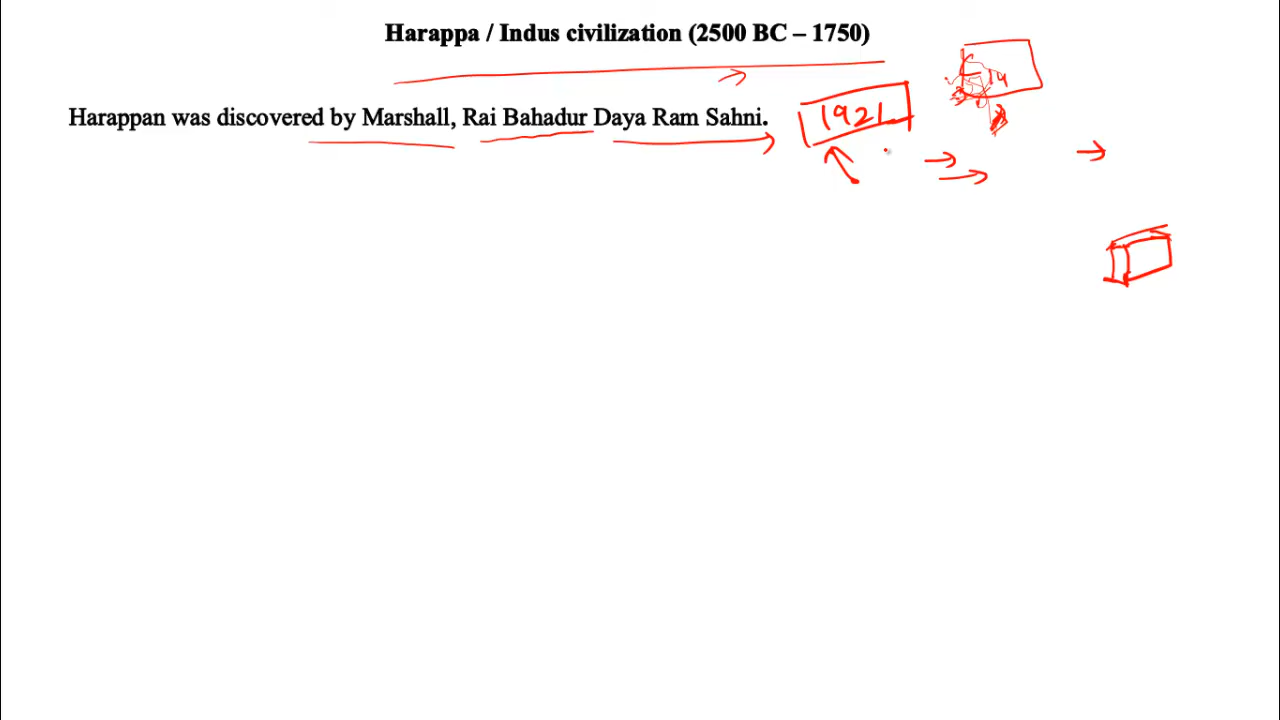 Harappa / Indus civilization (2500 BC – 1750)
Harappan was discovered by Marshall, Rai Bahadur Daya Ram Sahni. 1921